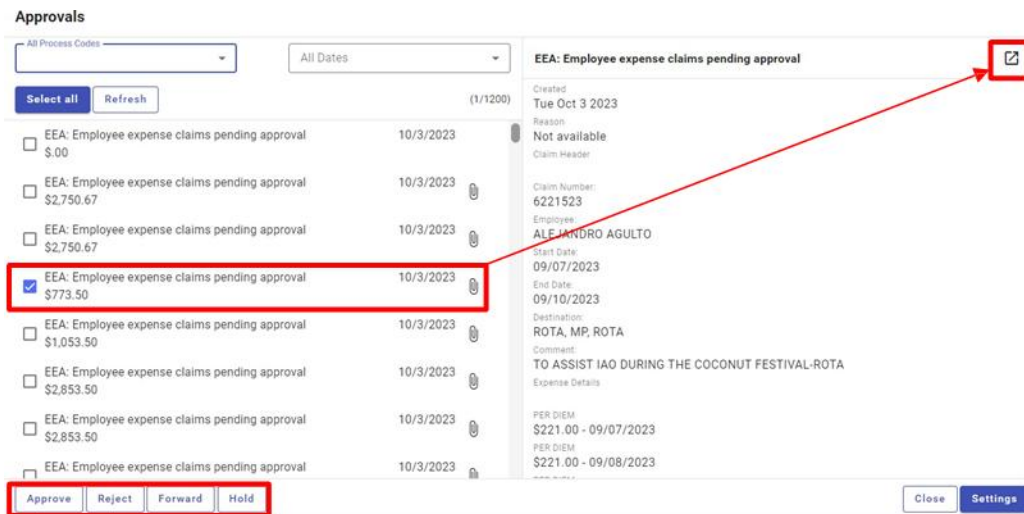 Approvals
All Process Codes
All Dates
Select all
Refresh
(1/1200)
EEA: Employee expense claims pending approval 10/3/2023
$.00
EEA: Employee expense claims pending approval 10/3/2023
$2,750.67
EEA: Employee expense claims pending approval 10/3/2023
$2,750.67
EEA: Employee expense claims pending approval 10/3/2023
$773.50
EEA: Employee expense claims pending approval 10/3/2023
$1,053.50
EEA: Employee expense claims pending approval 10/3/2023
$2,853.50
EEA: Employee expense claims pending approval 10/3/2023
$2,853.50
EEA: Employee expense claims pending approval 10/3/2023
Approve
Reject
Forward
Hold
EEA: Employee expense claims pending approval
Created
Tue Oct 3 2023
Reason
Not available
Claim Header
Claim Number:
6221523
Employee:
ALEJANDRO AGULTO
Start Date:
09/07/2023
End Date:
09/10/2023
Destination:
ROTA, MP, ROTA
Comment:
TO ASSIST IAO DURING THE COCONUT FESTIVAL-ROTA
Expense Details
PER DIEM
$221.00 - 09/07/2023
PER DIEM
$221.00 - 09/08/2023
Close
Settings